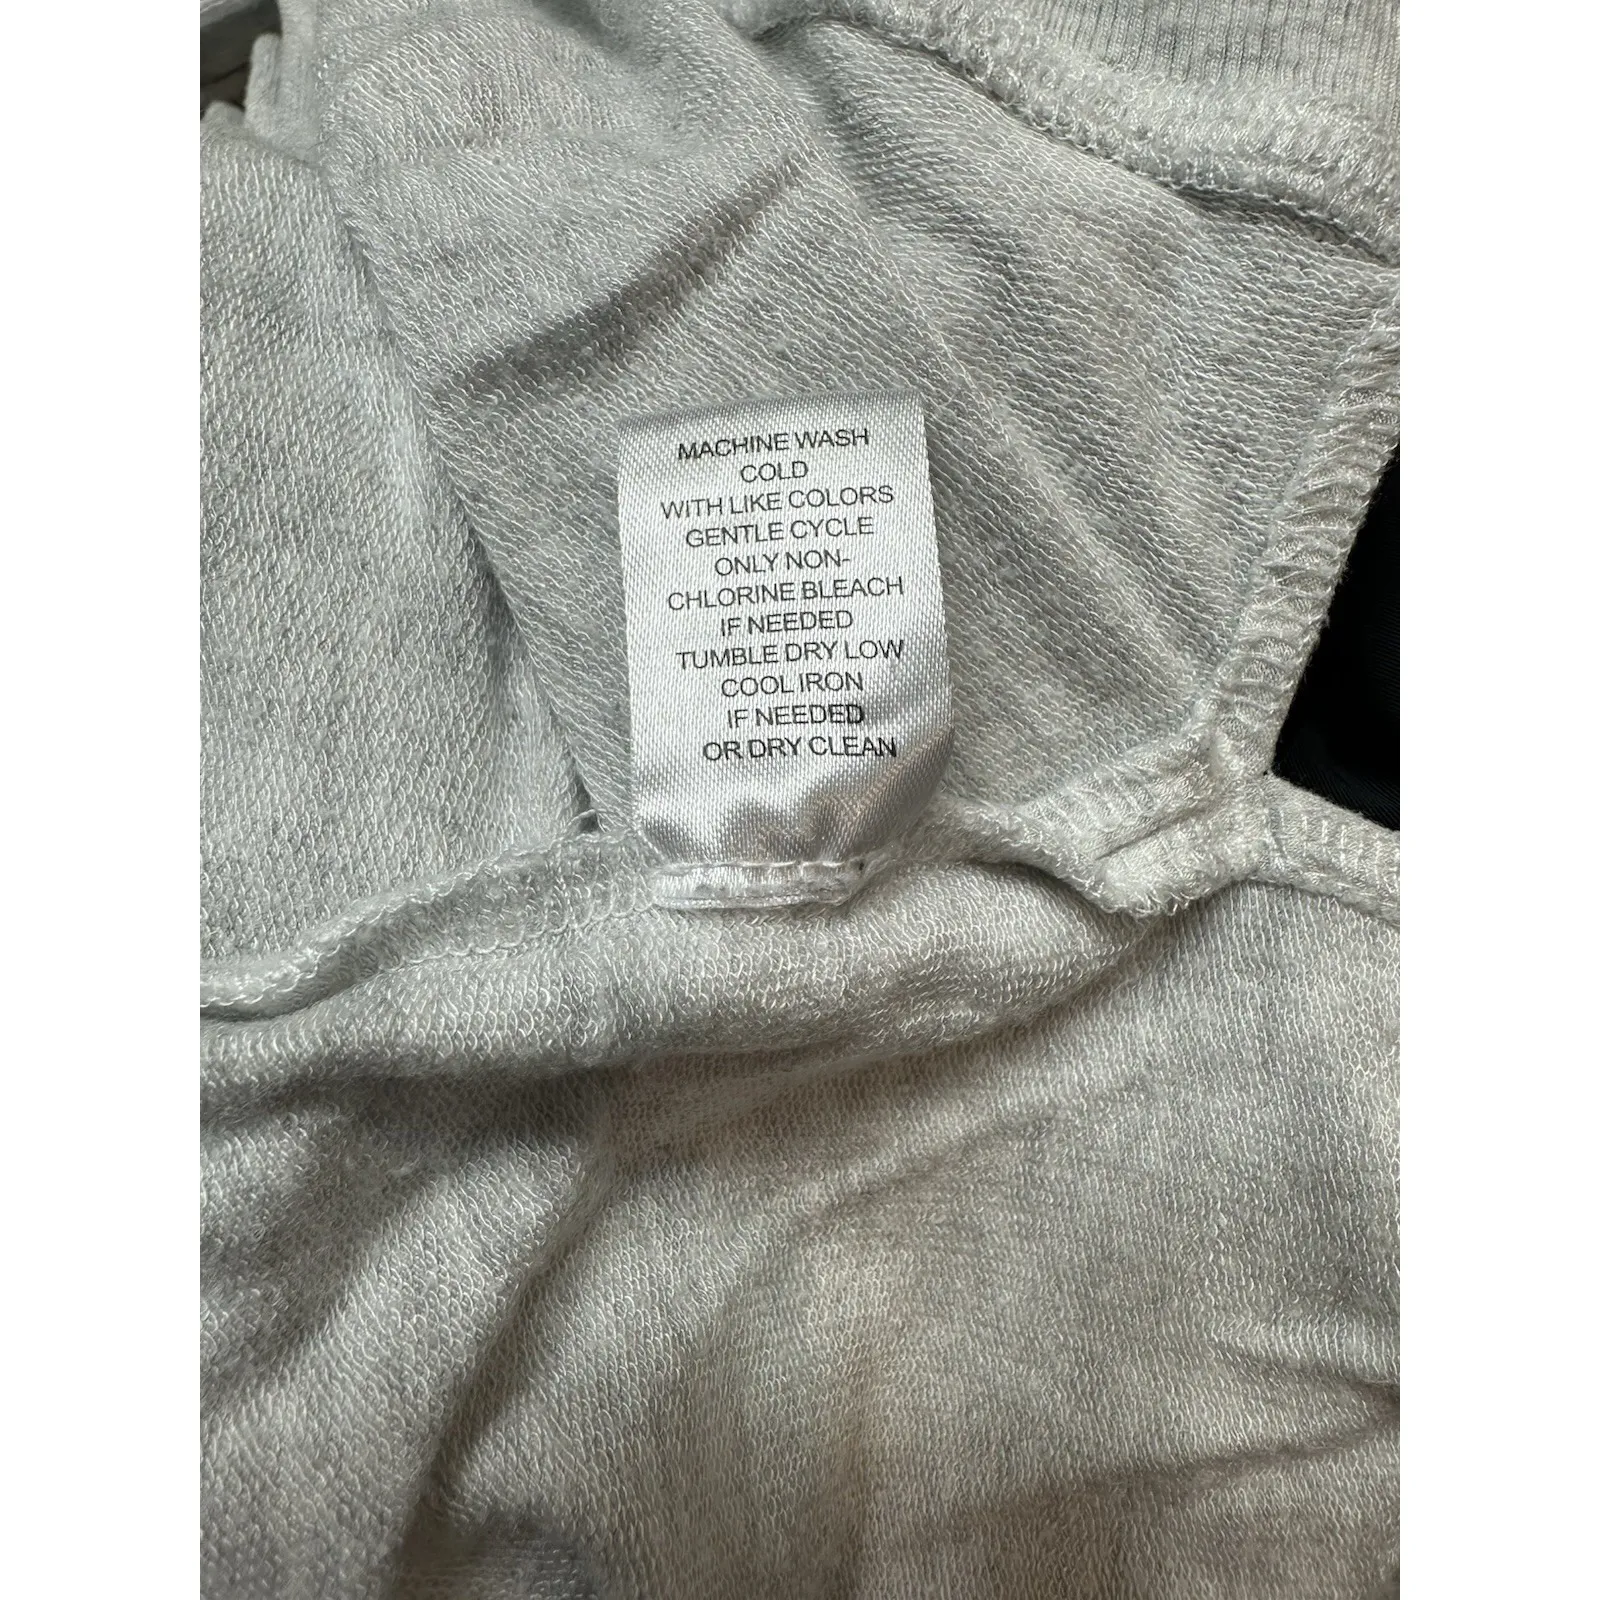 MACHINE WASH
COLD
WITH LIKE COLORS
GENTLE CYCLE
ONLY NON-
CHLORINE BLEACH
IF NEEDED
TUMBLE DRY LOW
COOL IRON
IF NEEDED
OR DRY CLEAN